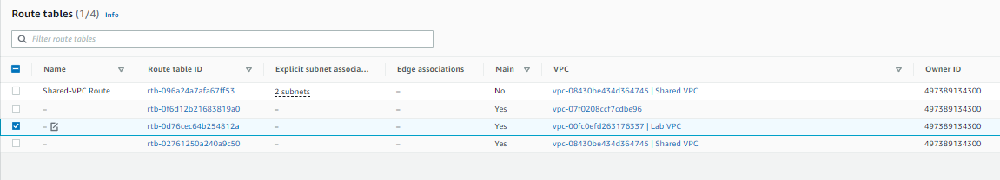 Route tables (1/4) Info
Filter route tables
Name Route table ID Explicit subnet associa... Edge associations Main VPC Owner ID
Shared-VPC Route ... rtb-096a24a7afa67ff53 2 subnets – No vpc-08430be434d364745 | Shared VPC 497389134300
– rtb-0f6d12b21683819a0 – – Yes vpc-07f0208ccf7cdbe96 497389134300
– rtb-0d76cec64b254812a – – Yes vpc-00fc0efd263176337 | Lab VPC 497389134300
– rtb-02761250a240a9c50 – – Yes vpc-08430be434d364745 | Shared VPC 497389134300